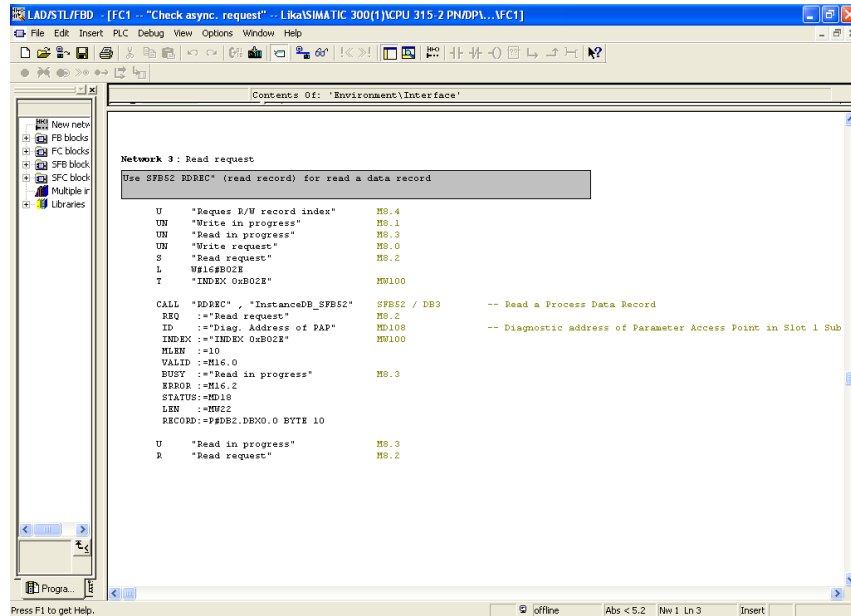 LAD/STL/FBD - [FC1 -- "Check async. request" -- Lika\SIMATIC 300(1)\CPU 315-2 PN/DP\...\FC1]
File Edit Insert PLC Debug View Options Window Help
Contents Of: 'Environment\Interface'
New netw
FB blocks
FC blocks
SFB block
SFC block
Multiple ir
Libraries
Network 3 : Read request
Use SFB52 RDREC" (read record) for read a data record
U "Reques R/W record index" M8.4
UN "Write in progress" M8.1
UN "Read in progress" M8.3
UN "Write request" M8.0
S "Read request" M8.2
L W#16#B02E
T "INDEX 0xB02E" MW100
CALL "RDREC" , "InstanceDB_SFB52" SFB52 / DB3 -- Read a Process Data Record
REQ :="Read request" M8.2
ID :="Diag. Address of PAP" MD108 -- Diagnostic address of Parameter Access Point in Slot 1 Sub
INDEX :="INDEX 0xB02E" MW100
MLEN :=10
VALID :=M16.0
BUSY :="Read in progress" M8.3
ERROR :=M16.2
STATUS:=MD18
LEN :=MW22
RECORD:=P#DB2.DBX0.0 BYTE 10
U "Read in progress" M8.3
R "Read request" M8.2
Progra...
Press F1 to get Help.
offline Abs < 5.2 Nw 1 Ln 3 Insert